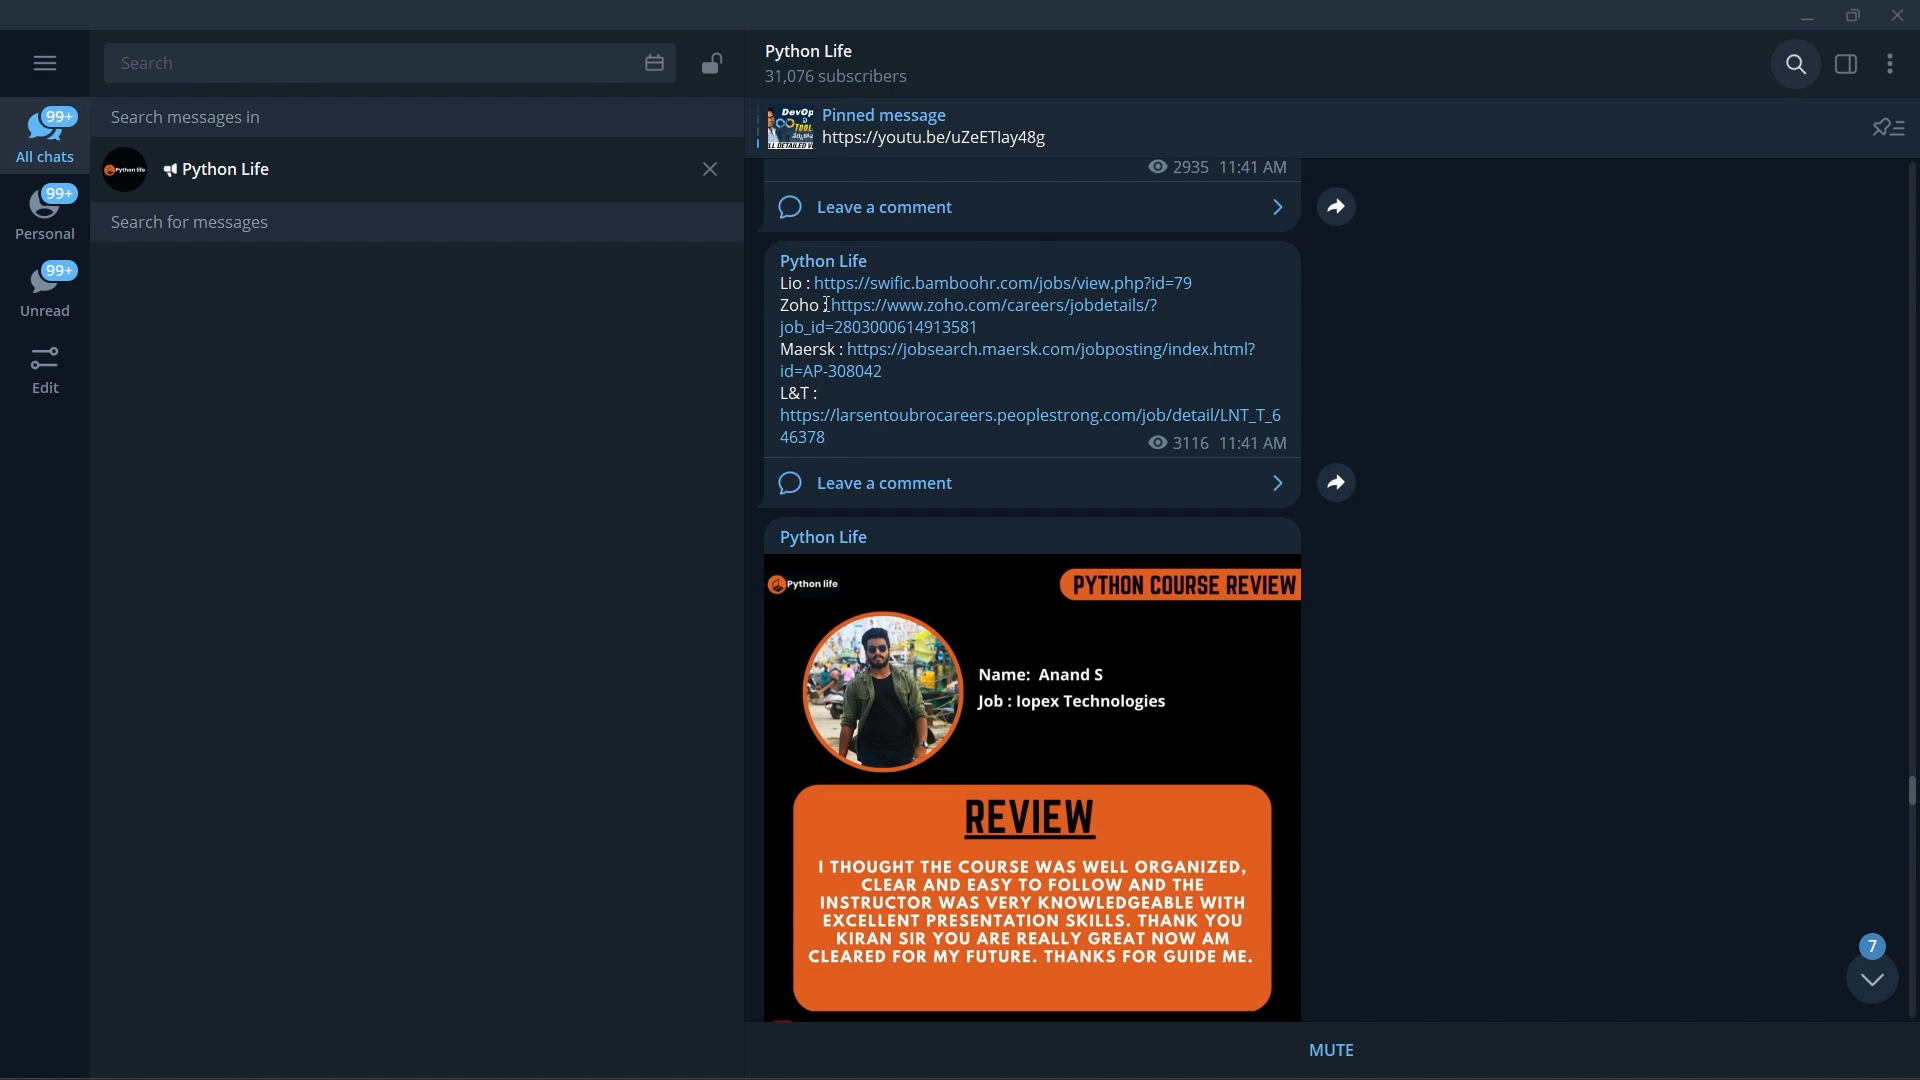 Search
Python Life
31,076 subscribers
Search messages in
Pinned message
https://youtu.be/uZeETIay48g
DevOp
TOOL
99+
All chats
Python life
Python Life
2935 11:41 AM
99+
Personal
Search for messages
Leave a comment
99+
Unread
Edit
Python Life
Lio : https://swific.bamboohr.com/jobs/view.php?id=79
Zoho : https://www.zoho.com/careers/jobdetails/?
job_id=2803000614913581
Maersk : https://jobsearch.maersk.com/jobposting/index.html?
id=AP-308042
L&T :
https://larsentoubrocareers.peoplestrong.com/job/detail/LNT_T_6
46378
3116 11:41 AM
Leave a comment
Python Life
Python life
PYTHON COURSE REVIEW
Name: Anand S
Job : Iopex Technologies
REVIEW
I THOUGHT THE COURSE WAS WELL ORGANIZED,
CLEAR AND EASY TO FOLLOW AND THE
INSTRUCTOR WAS VERY KNOWLEDGEABLE WITH
EXCELLENT PRESENTATION SKILLS. THANK YOU
KIRAN SIR YOU ARE REALLY GREAT NOW AM
CLEARED FOR MY FUTURE. THANKS FOR GUIDE ME.
7
MUTE